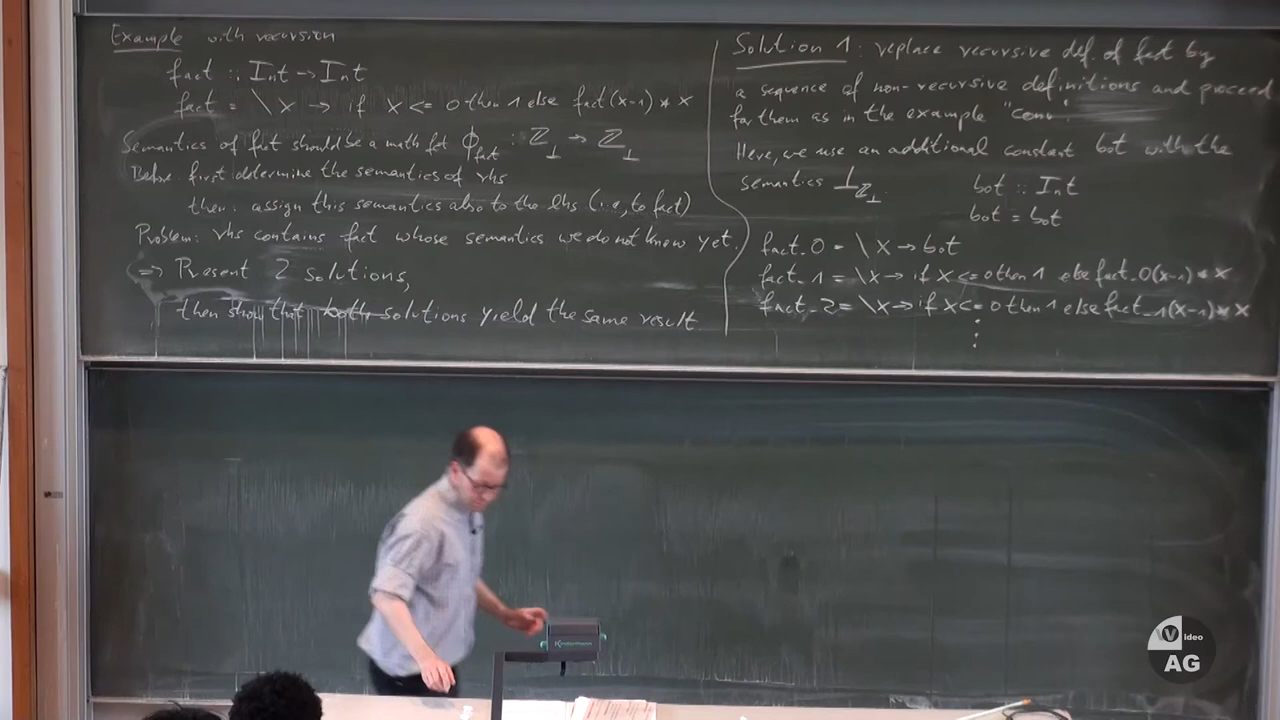 Example with recursion
fact :: Int → Int
fact = \x → if x <= 0 then 1 else fact(x-1) * x
Semantics of fact should be a math fct ϕ_fact : ℤ_⊥ → ℤ_⊥
Before first determine the semantics of rhs
then: assign this semantics also to the lhs (i.e., to fact)
Problem: rhs contains fact whose semantics we do not know yet.
=> Present 2 solutions,
then show that both solutions yield the same result.
Solution 1: replace recursive def. of fact by
a sequence of non-recursive definitions and proceed
for them as in the example "conv".
Here, we use an additional constant bot with the
semantics ⊥_ℤ_⊥. bot :: Int
bot = bot
fact_0 = \x → bot
fact_1 = \x → if x <= 0 then 1 else fact_0(x-1) * x
fact_2 = \x → if x <= 0 then 1 else fact_1(x-1) * x
⋮
Kindermann
Video
AG